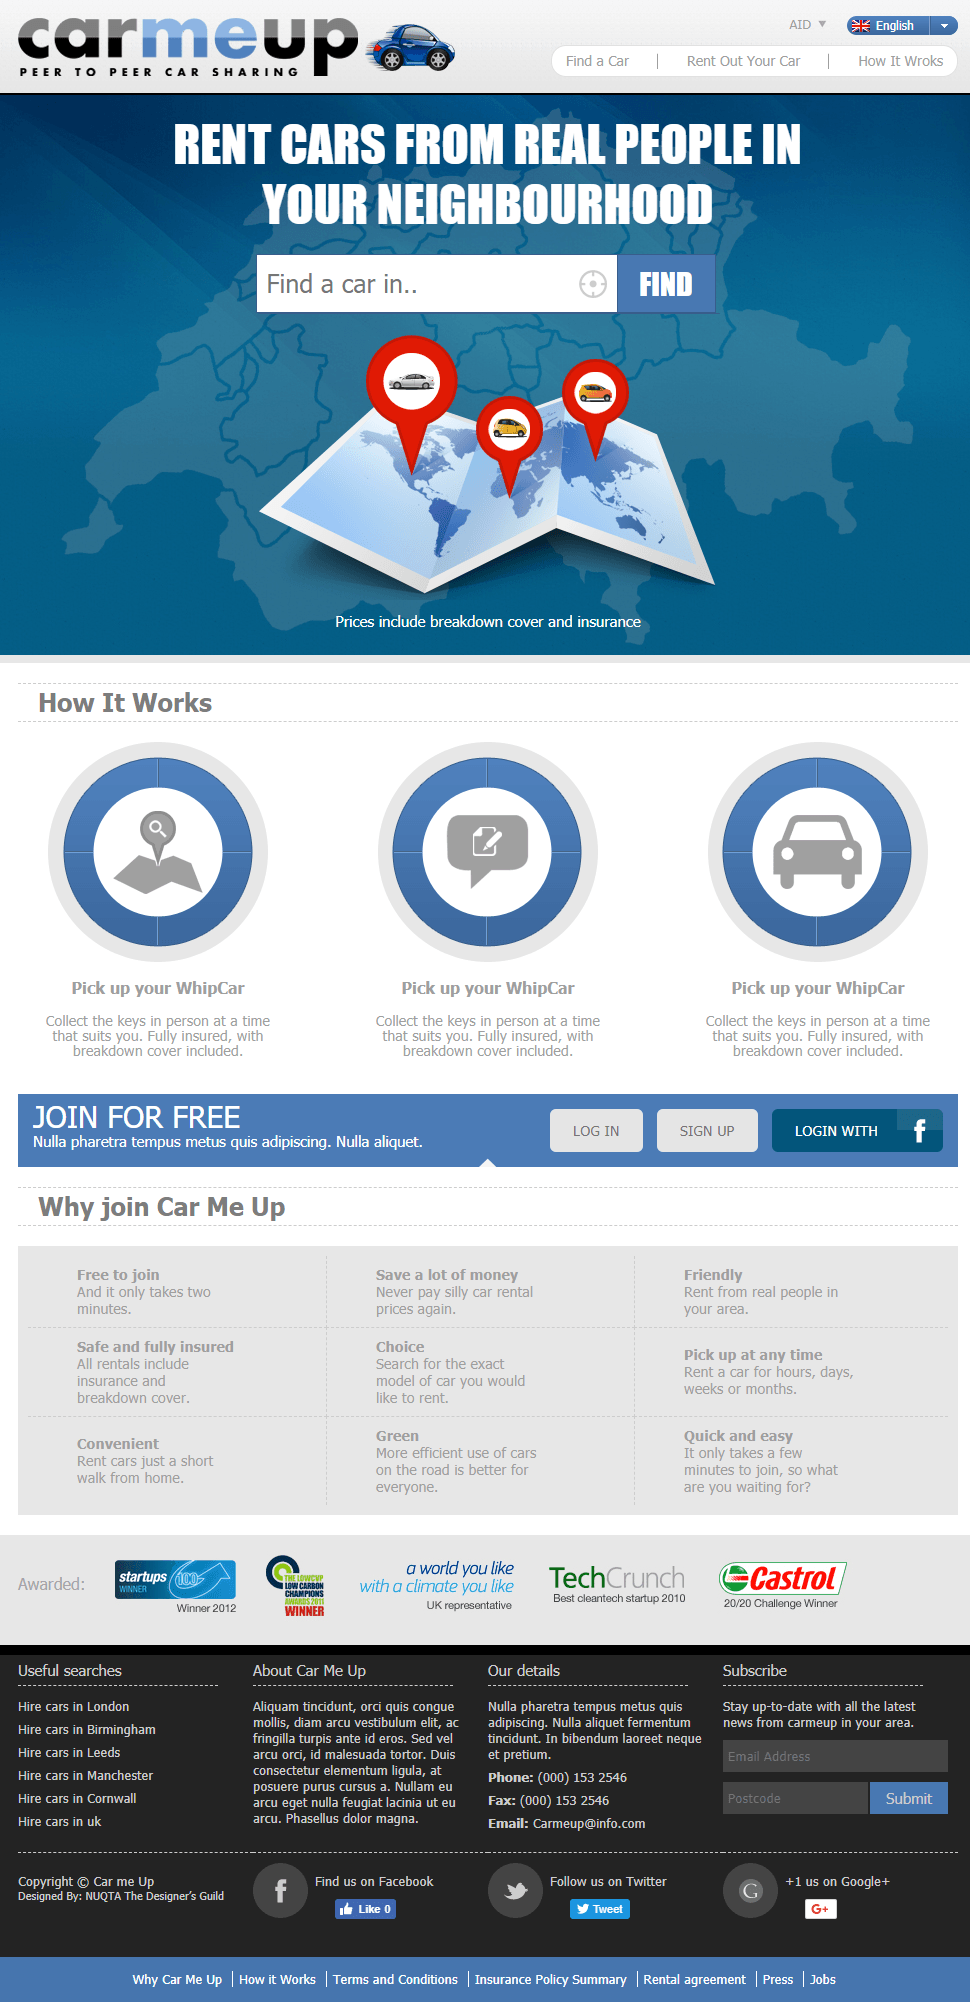 carmeup
PEER TO PEER CAR SHARING
AID
English
Find a Car
Rent Out Your Car
How It Wroks
RENT CARS FROM REAL PEOPLE IN
YOUR NEIGHBOURHOOD
Find a car in..
FIND
Prices include breakdown cover and insurance
How It Works
Pick up your WhipCar
Collect the keys in person at a time
that suits you. Fully insured, with
breakdown cover included.
Pick up your WhipCar
Collect the keys in person at a time
that suits you. Fully insured, with
breakdown cover included.
Pick up your WhipCar
Collect the keys in person at a time
that suits you. Fully insured, with
breakdown cover included.
JOIN FOR FREE
Nulla pharetra tempus metus quis adipiscing. Nulla aliquet.
LOG IN
SIGN UP
LOGIN WITH f
Why join Car Me Up
Free to join
And it only takes two
minutes.
Save a lot of money
Never pay silly car rental
prices again.
Friendly
Rent from real people in
your area.
Safe and fully insured
All rentals include
insurance and
breakdown cover.
Choice
Search for the exact
model of car you would
like to rent.
Pick up at any time
Rent a car for hours, days,
weeks or months.
Convenient
Rent cars just a short
walk from home.
Green
More efficient use of cars
on the road is better for
everyone.
Quick and easy
It only takes a few
minutes to join, so what
are you waiting for?
Awarded:
startups 100
WINNER
Winner 2012
THE LOWCVP
LOW CARBON
CHAMPIONS
AWARDS 2011
WINNER
a world you like
with a climate you like
UK representative
TechCrunch
Best cleantech startup 2010
Castrol
20/20 Challenge Winner
Useful searches
Hire cars in London
Hire cars in Birmingham
Hire cars in Leeds
Hire cars in Manchester
Hire cars in Cornwall
Hire cars in uk
About Car Me Up
Aliquam tincidunt, orci quis congue
mollis, diam arcu vestibulum elit, ac
fringilla turpis ante id eros. Sed vel
arcu orci, id malesuada tortor. Duis
consectetur elementum ligula, at
posuere purus cursus a. Nullam eu
arcu eget nulla feugiat lacinia ut eu
arcu. Phasellus dolor magna.
Our details
Nulla pharetra tempus metus quis
adipiscing. Nulla aliquet fermentum
tincidunt. In bibendum laoreet neque
et pretium.
Phone: (000) 153 2546
Fax: (000) 153 2546
Email: Carmeup@info.com
Subscribe
Stay up-to-date with all the latest
news from carmeup in your area.
Email Address
Postcode
Submit
Copyright © Car me Up
Designed By: NUQTA The Designer's Guild
f
Find us on Facebook
Like 0
Follow us on Twitter
Tweet
G
+1 us on Google+
G+
Why Car Me Up
How it Works
Terms and Conditions
Insurance Policy Summary
Rental agreement
Press
Jobs